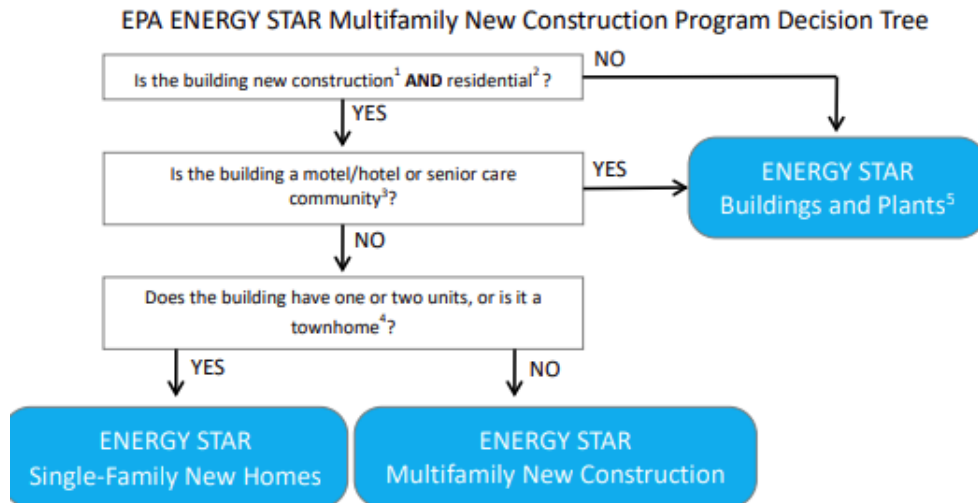 EPA ENERGY STAR Multifamily New Construction Program Decision Tree
Is the building new construction¹ AND residential²?
NO
YES
Is the building a motel/hotel or senior care
community³?
YES
ENERGY STAR
Buildings and Plants⁵
NO
Does the building have one or two units, or is it a
townhome⁴?
YES
NO
ENERGY STAR
Single-Family New Homes
ENERGY STAR
Multifamily New Construction